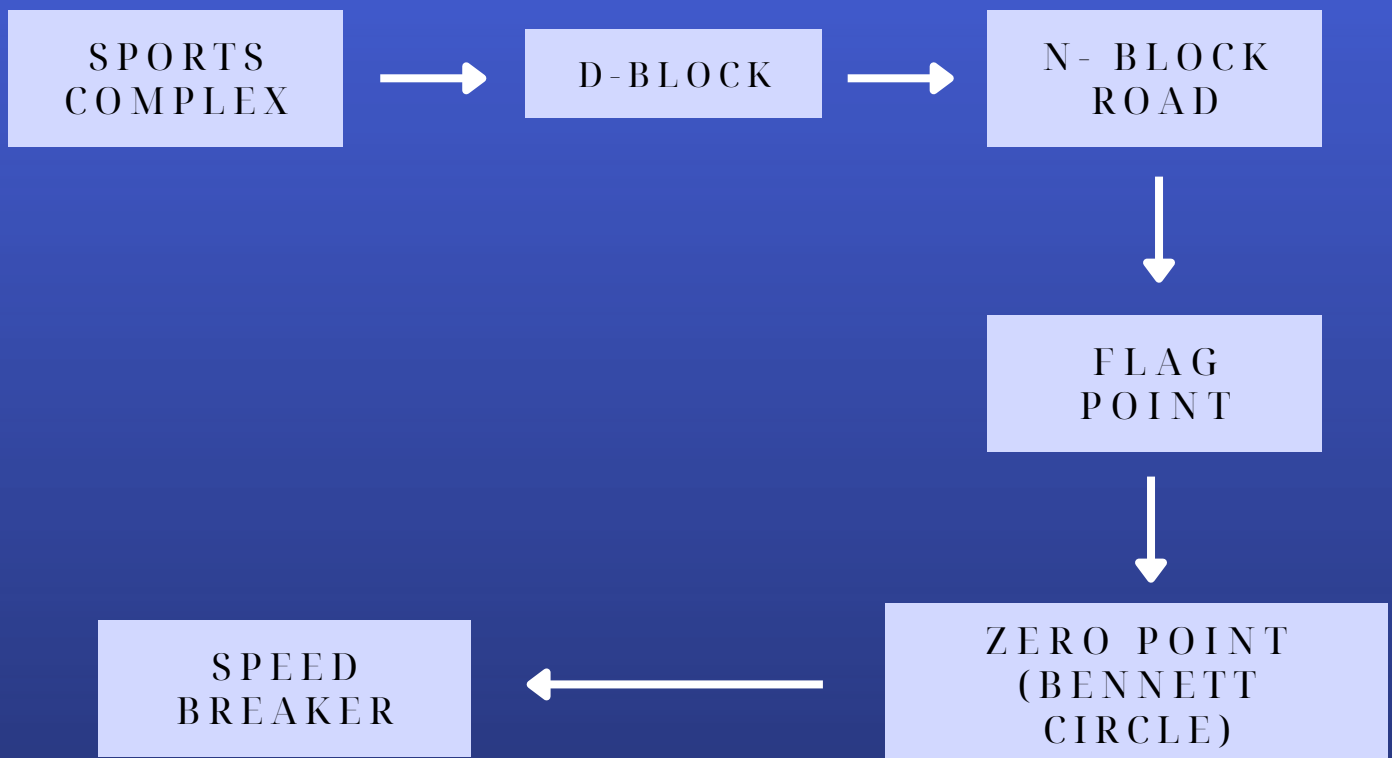 SPORTS
COMPLEX
D-BLOCK
N- BLOCK
ROAD
FLAG
POINT
ZERO POINT
(BENNETT
CIRCLE)
SPEED
BREAKER